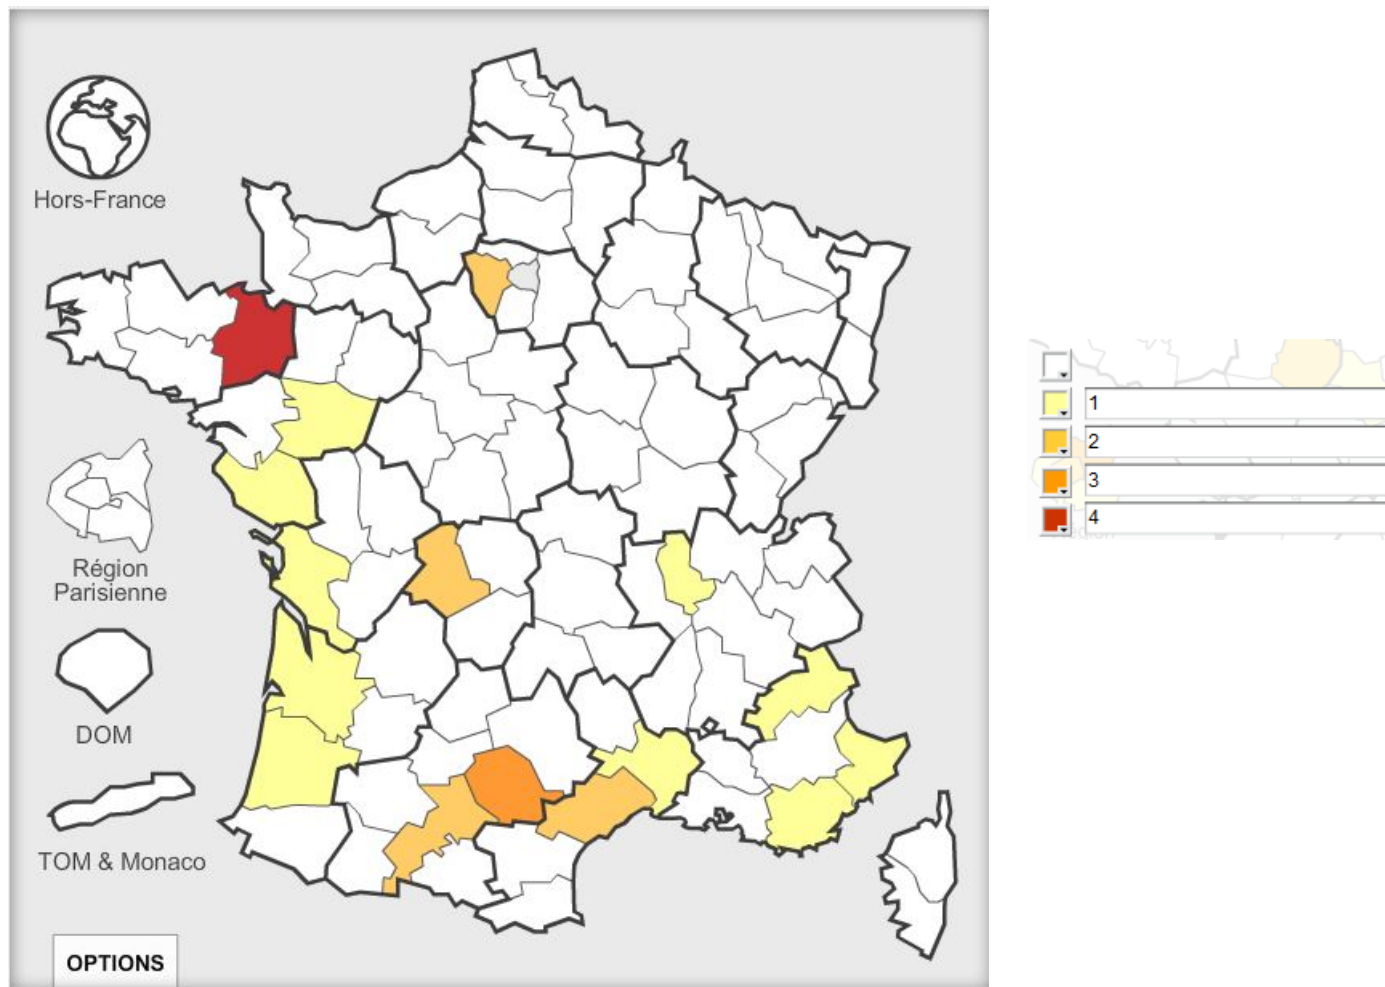 Hors-France
Région
Parisienne
DOM
TOM & Monaco
OPTIONS
1
2
3
4